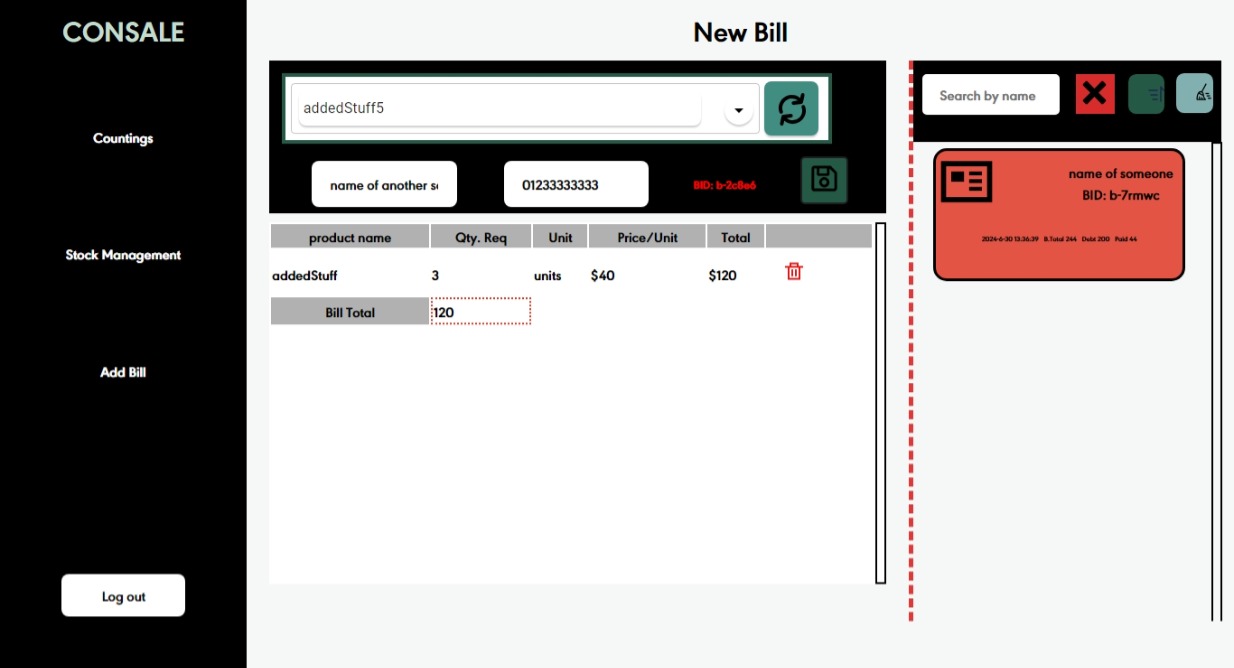 CONSALE
Countings
Stock Management
Add Bill
Log out
New Bill
addedStuff5
name of another s
01233333333
BID: b-2c8e6
product name Qty. Req Unit Price/Unit Total
addedStuff 3 units $40 $120
Bill Total 120
Search by name
name of someone
BID: b-7rmwc
2024-6-30 13:36:39 B.Total 244 Debt 200 Paid 44